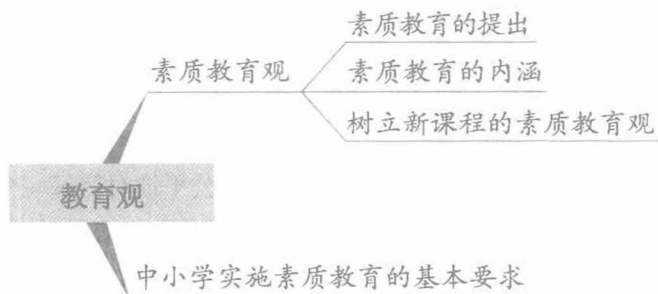 素质教育的提出
素质教育观
素质教育的内涵
树立新课程的素质教育观
教育观
中小学实施素质教育的基本要求